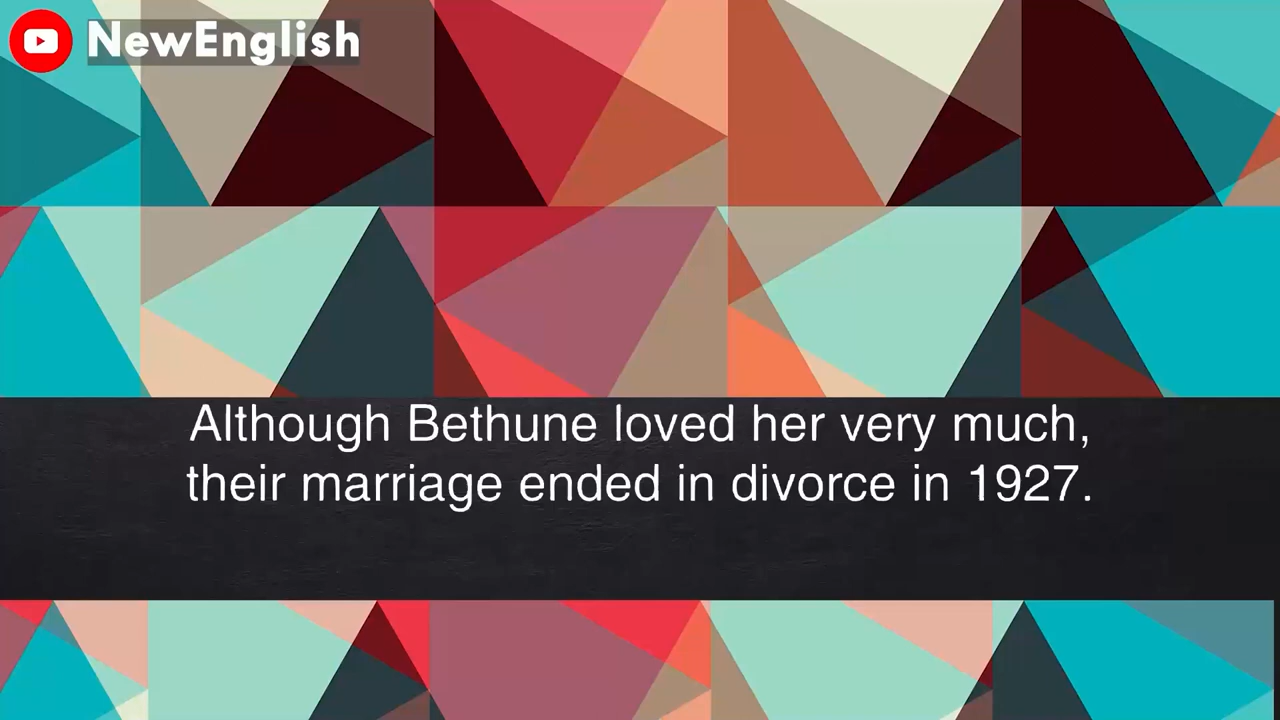 NewEnglish
Although Bethune loved her very much,
their marriage ended in divorce in 1927.